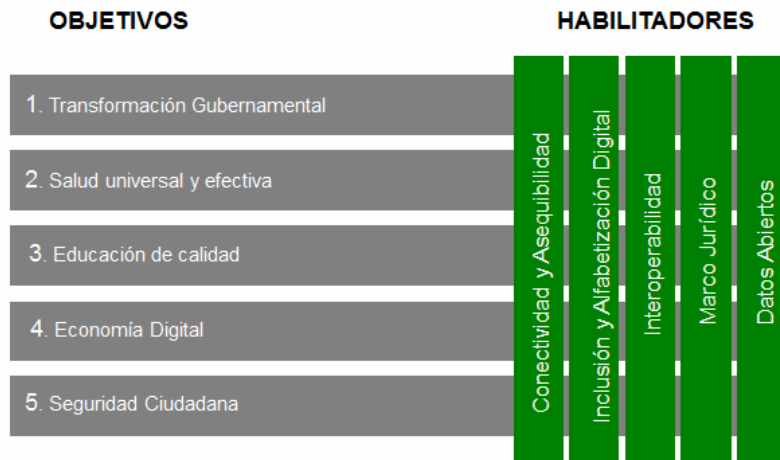 OBJETIVOS
HABILITADORES
1. Transformación Gubernamental
2. Salud universal y efectiva
3. Educación de calidad
4. Economía Digital
5. Seguridad Ciudadana
Conectividad y Asequibilidad
Inclusión y Alfabetización Digital
Interoperabilidad
Marco Jurídico
Datos Abiertos